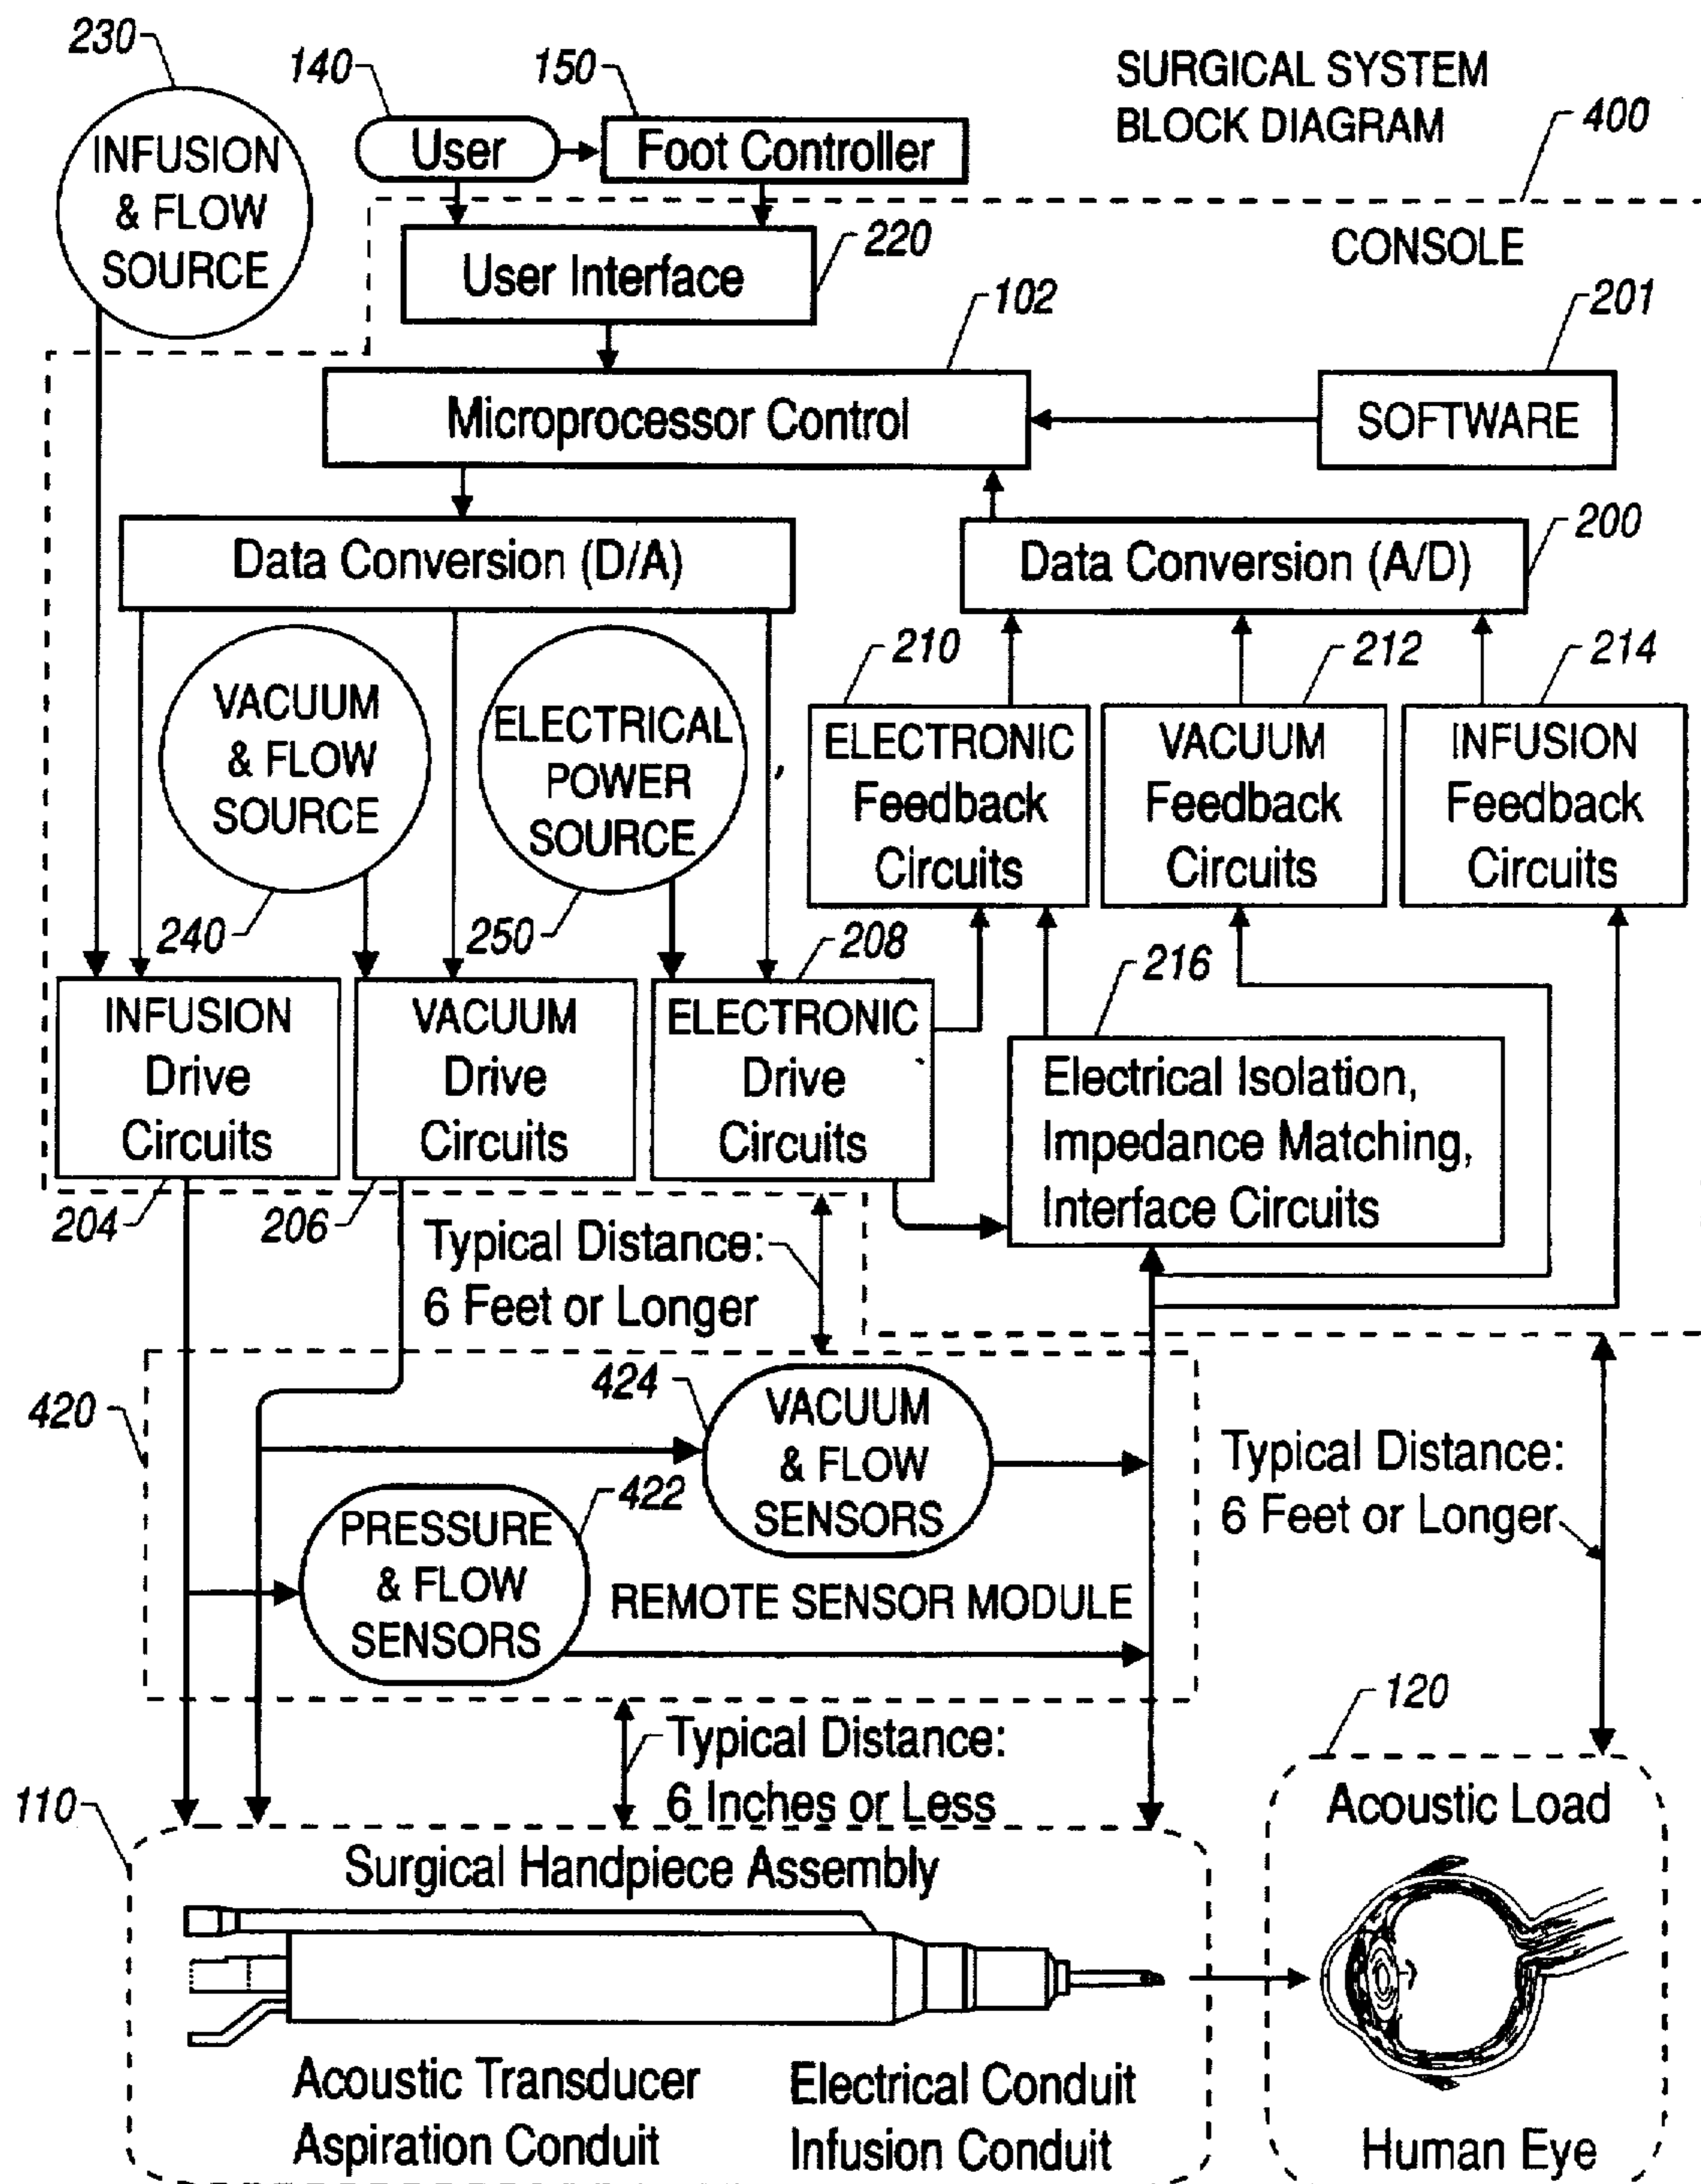 230
140
150
SURGICAL SYSTEM
BLOCK DIAGRAM
400
INFUSION
& FLOW
SOURCE
User
Foot Controller
CONSOLE
User Interface
220
102
201
Microprocessor Control
SOFTWARE
Data Conversion (D/A)
Data Conversion (A/D)
200
210
212
214
VACUUM
& FLOW
SOURCE
ELECTRICAL
POWER
SOURCE
ELECTRONIC
Feedback
Circuits
VACUUM
Feedback
Circuits
INFUSION
Feedback
Circuits
240
250
208
216
INFUSION
Drive
Circuits
VACUUM
Drive
Circuits
ELECTRONIC
Drive
Circuits
Electrical Isolation,
Impedance Matching,
Interface Circuits
204
206
Typical Distance:
6 Feet or Longer
420
424
VACUUM
& FLOW
SENSORS
422
PRESSURE
& FLOW
SENSORS
REMOTE SENSOR MODULE
Typical Distance:
6 Feet or Longer
Typical Distance:
6 Inches or Less
110
120
Surgical Handpiece Assembly
Acoustic Load
Acoustic Transducer
Aspiration Conduit
Electrical Conduit
Infusion Conduit
Human Eye